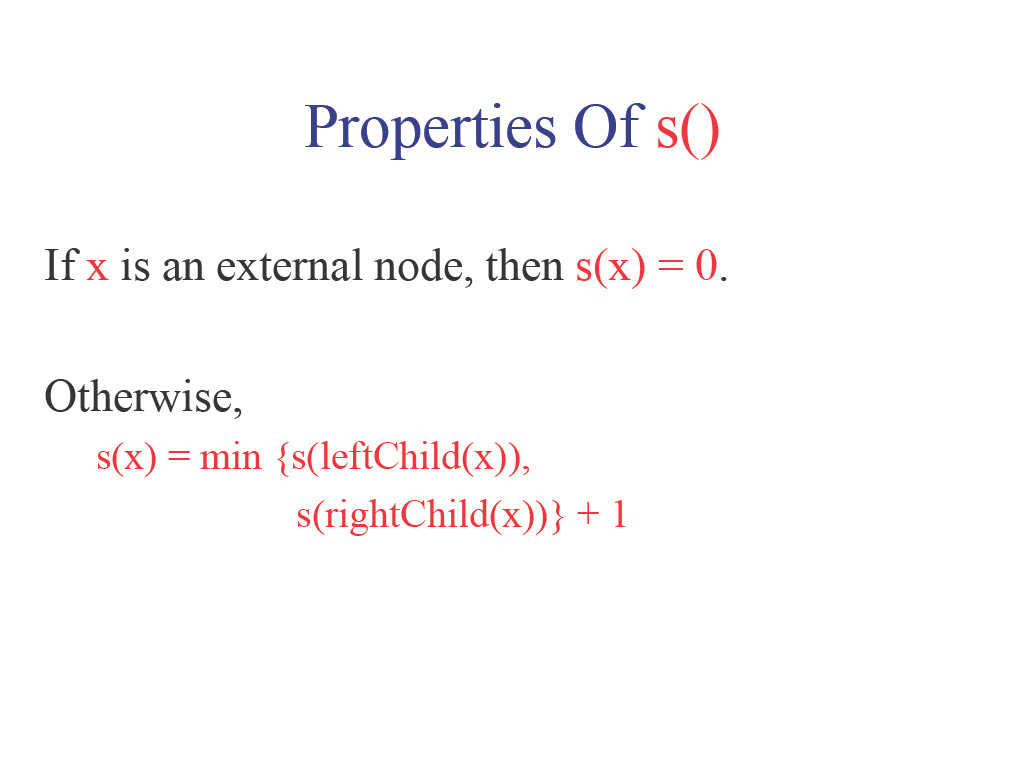 Properties Of s()
If x is an external node, then s(x) = 0.
Otherwise,
s(x) = min {s(leftChild(x)),
s(rightChild(x))} + 1